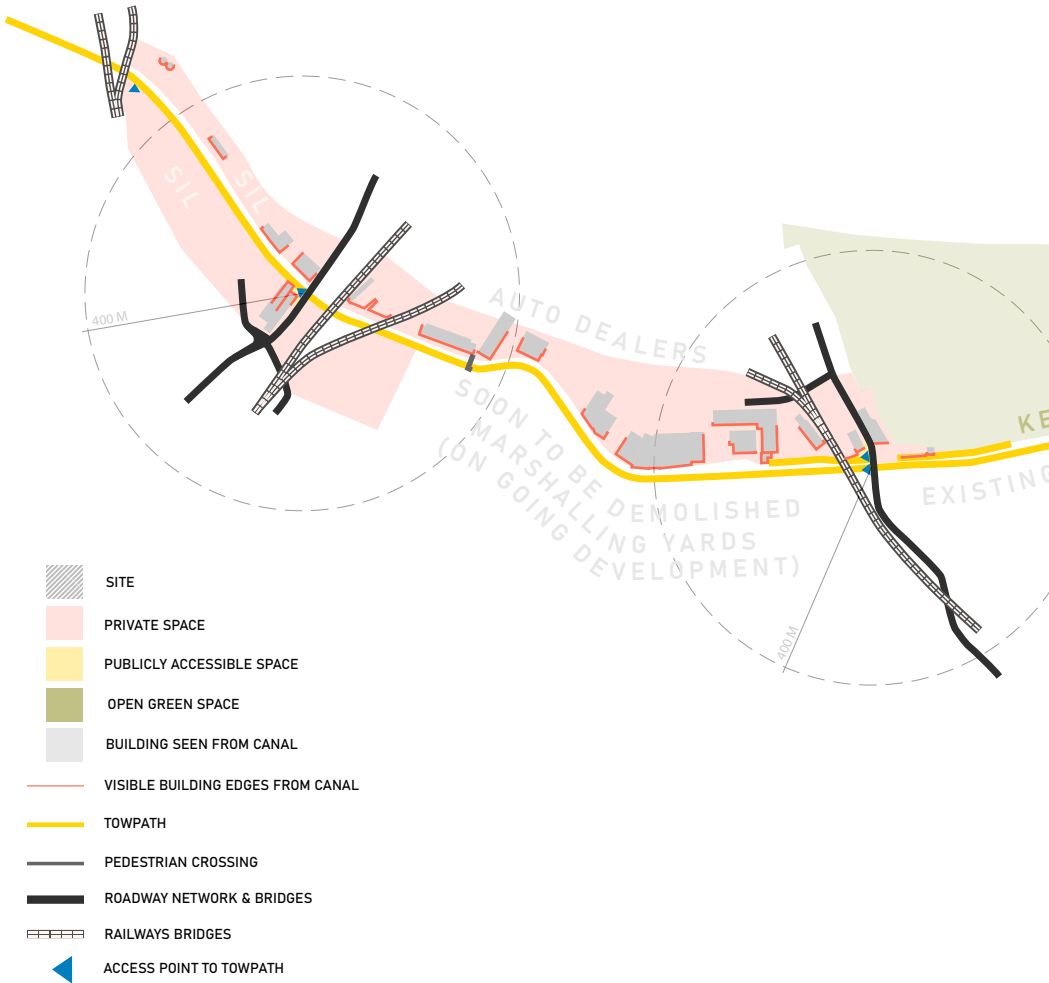 SIL
SIL
400 M
AUTO DEALERS
SOON TO BE DEMOLISHED
MARSHALLING YARDS
(ON GOING DEVELOPMENT)
KE
EXISTING
400 M
SITE
PRIVATE SPACE
PUBLICLY ACCESSIBLE SPACE
OPEN GREEN SPACE
BUILDING SEEN FROM CANAL
VISIBLE BUILDING EDGES FROM CANAL
TOWPATH
PEDESTRIAN CROSSING
ROADWAY NETWORK & BRIDGES
RAILWAYS BRIDGES
ACCESS POINT TO TOWPATH